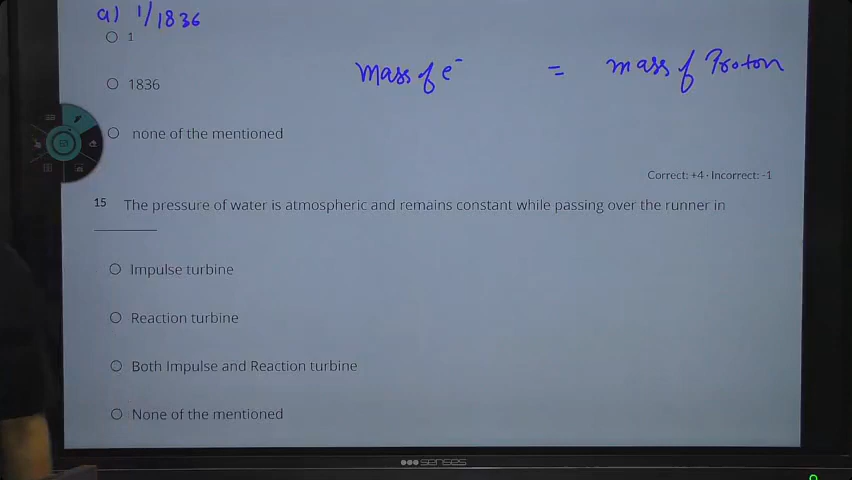 a) 1/1836
1
mass of e⁻ = mass of Proton
1836
none of the mentioned
Correct: +4 · Incorrect: -1
15 The pressure of water is atmospheric and remains constant while passing over the runner in
__________
Impulse turbine
Reaction turbine
Both Impulse and Reaction turbine
None of the mentioned
senses